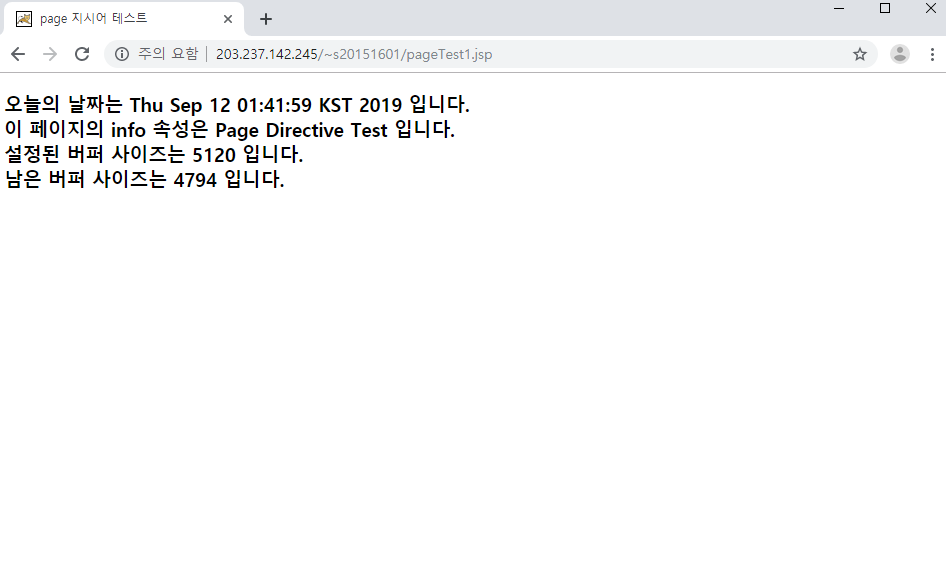 page 지시어 테스트
주의 요함 | 203.237.142.245/~s20151601/pageTest1.jsp
오늘의 날짜는 Thu Sep 12 01:41:59 KST 2019 입니다.
이 페이지의 info 속성은 Page Directive Test 입니다.
설정된 버퍼 사이즈는 5120 입니다.
남은 버퍼 사이즈는 4794 입니다.